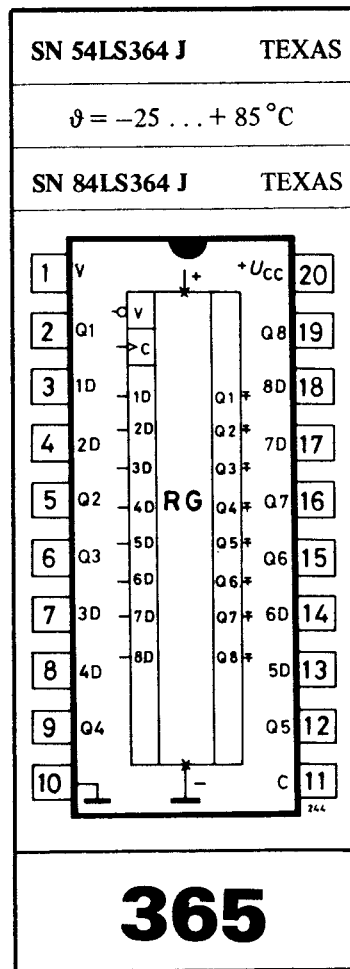 SN 54LS364 J TEXAS
ϑ = −25 ... + 85 °C
SN 84LS364 J TEXAS
1 V + +UCC 20
2 Q1 V Q8 19
C
3 1D 1D Q1 8D 18
4 2D 2D Q2 7D 17
3D Q3
5 Q2 4D RG Q4 Q7 16
6 Q3 5D Q5 Q6 15
6D Q6
7 3D 7D Q7 6D 14
8 4D 8D Q8 5D 13
9 Q4 Q5 12
10 − C 11
244
365